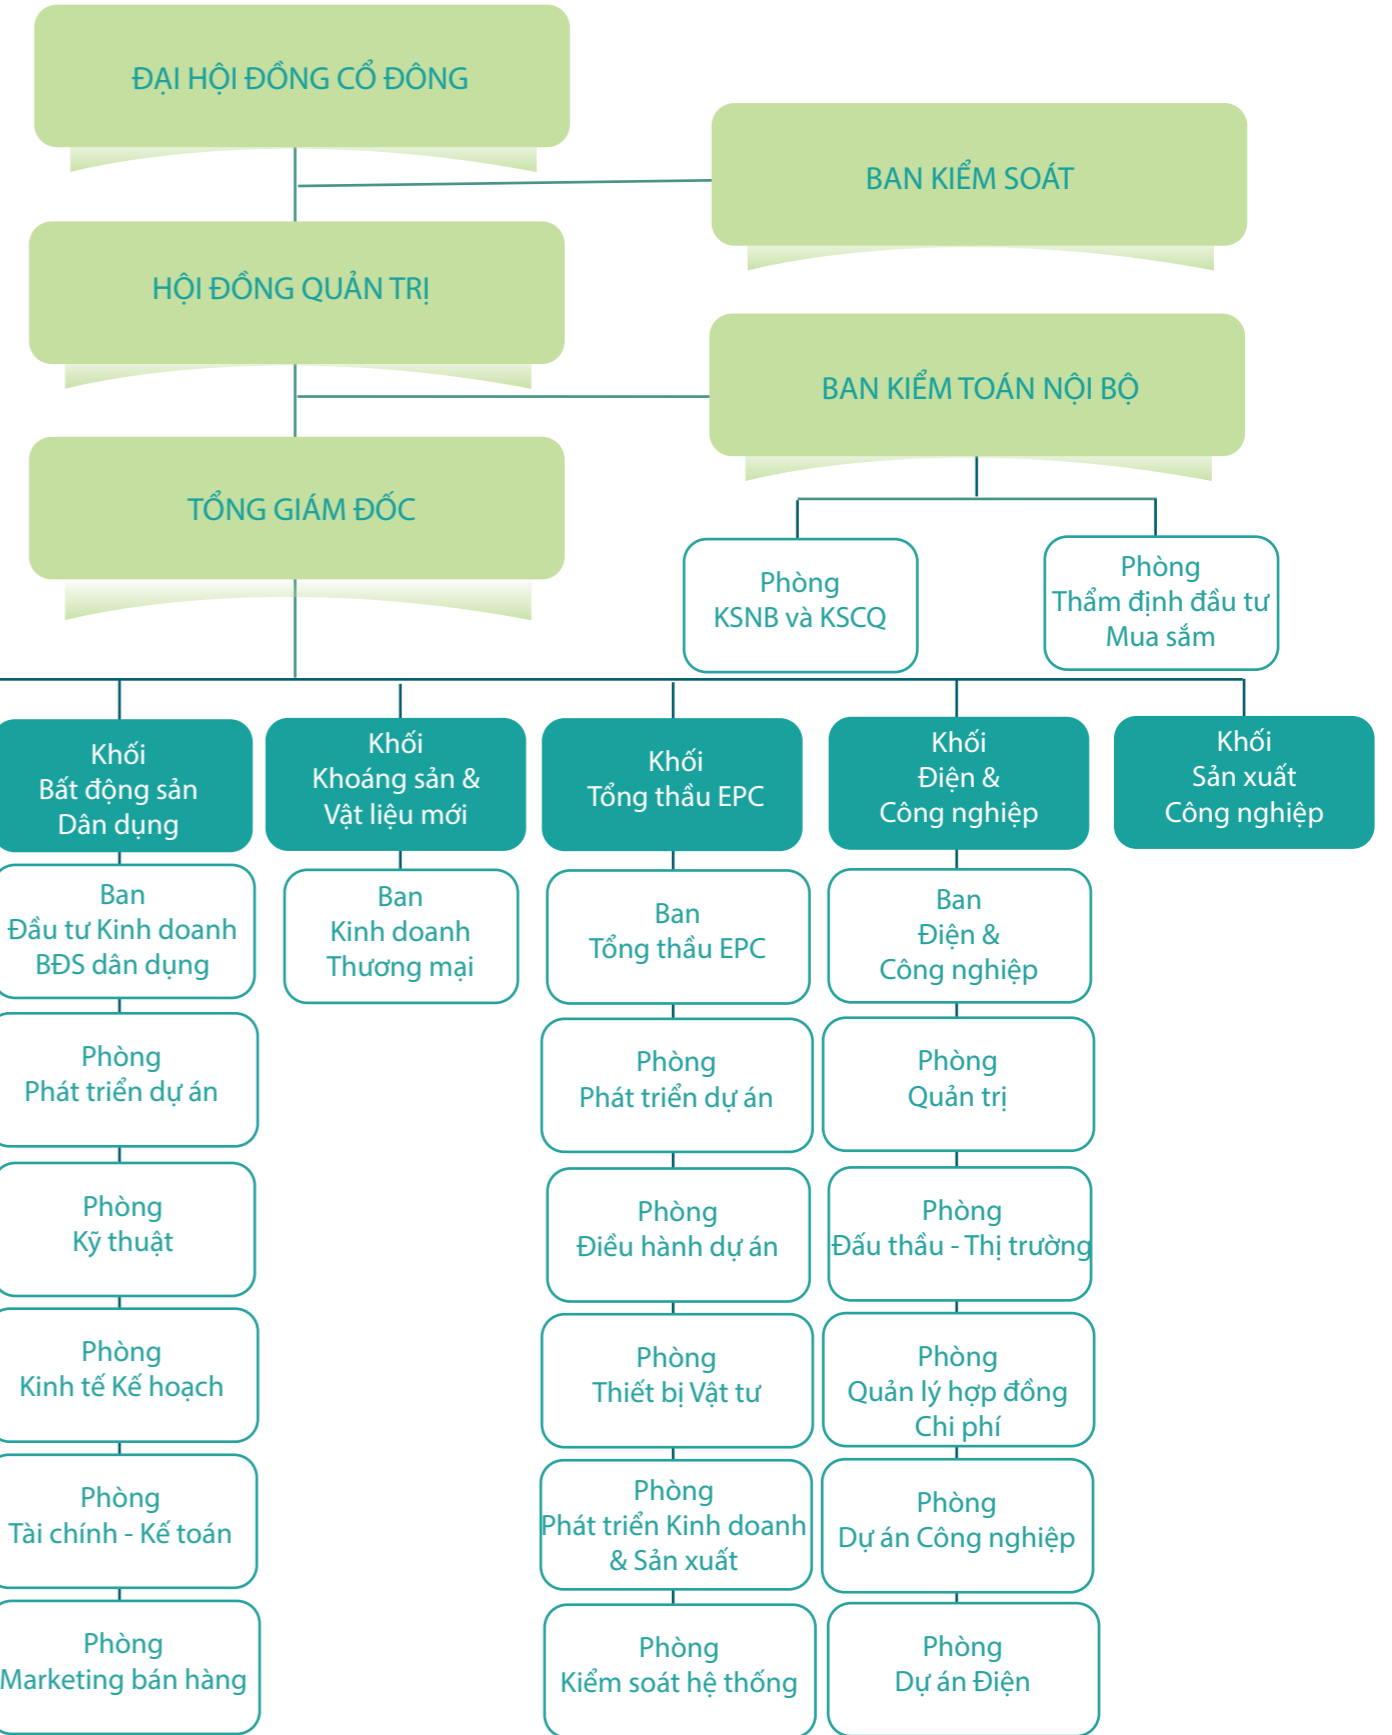 ĐẠI HỘI ĐỒNG CỔ ĐÔNG
BAN KIỂM SOÁT
HỘI ĐỒNG QUẢN TRỊ
BAN KIỂM TOÁN NỘI BỘ
TỔNG GIÁM ĐỐC
Phòng
KSNB và KSCQ
Phòng
Thẩm định đầu tư
Mua sắm
Khối
Bất động sản
Dân dụng
Khối
Khoáng sản &
Vật liệu mới
Khối
Tổng thầu EPC
Khối
Điện &
Công nghiệp
Khối
Sản xuất
Công nghiệp
Ban
Đầu tư Kinh doanh
BĐS dân dụng
Ban
Kinh doanh
Thương mại
Ban
Tổng thầu EPC
Ban
Điện &
Công nghiệp
Phòng
Phát triển dự án
Phòng
Phát triển dự án
Phòng
Quản trị
Phòng
Kỹ thuật
Phòng
Điều hành dự án
Phòng
Đấu thầu - Thị trường
Phòng
Kinh tế Kế hoạch
Phòng
Thiết bị Vật tư
Phòng
Quản lý hợp đồng
Chi phí
Phòng
Tài chính - Kế toán
Phòng
Phát triển Kinh doanh
& Sản xuất
Phòng
Dự án Công nghiệp
Phòng
Marketing bán hàng
Phòng
Kiểm soát hệ thống
Phòng
Dự án Điện